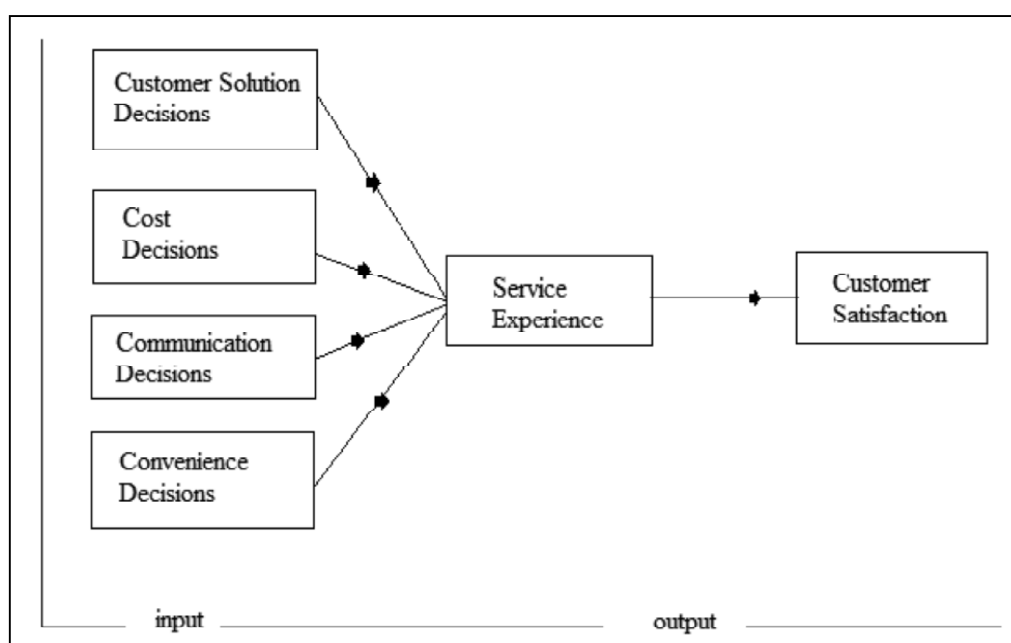 Customer Solution
Decisions
Cost
Decisions
Communication
Decisions
Convenience
Decisions
Service
Experience
Customer
Satisfaction
input
output